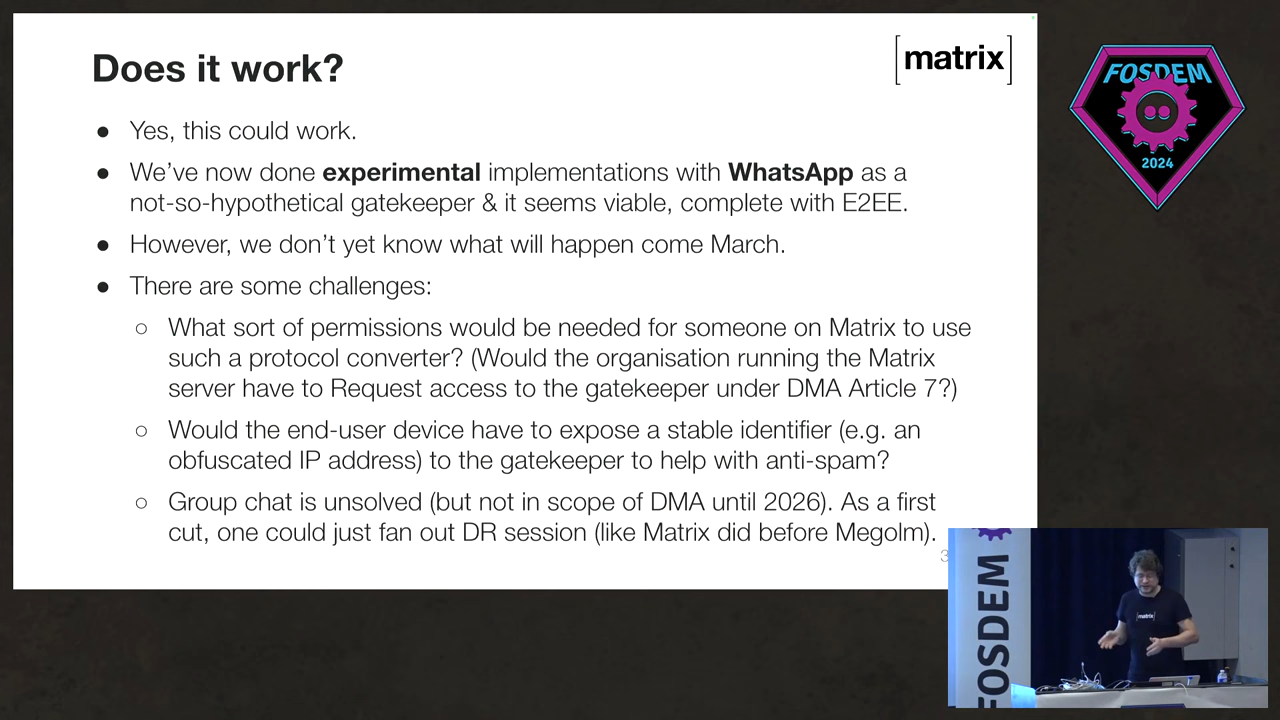 Does it work?
[matrix]
● Yes, this could work.
● We've now done experimental implementations with WhatsApp as a
not-so-hypothetical gatekeeper & it seems viable, complete with E2EE.
● However, we don't yet know what will happen come March.
● There are some challenges:
○ What sort of permissions would be needed for someone on Matrix to use
such a protocol converter? (Would the organisation running the Matrix
server have to Request access to the gatekeeper under DMA Article 7?)
○ Would the end-user device have to expose a stable identifier (e.g. an
obfuscated IP address) to the gatekeeper to help with anti-spam?
○ Group chat is unsolved (but not in scope of DMA until 2026). As a first
cut, one could just fan out DR session (like Matrix did before Megolm).
3
FOSDEM
2024
FOSDEM
[matrix]